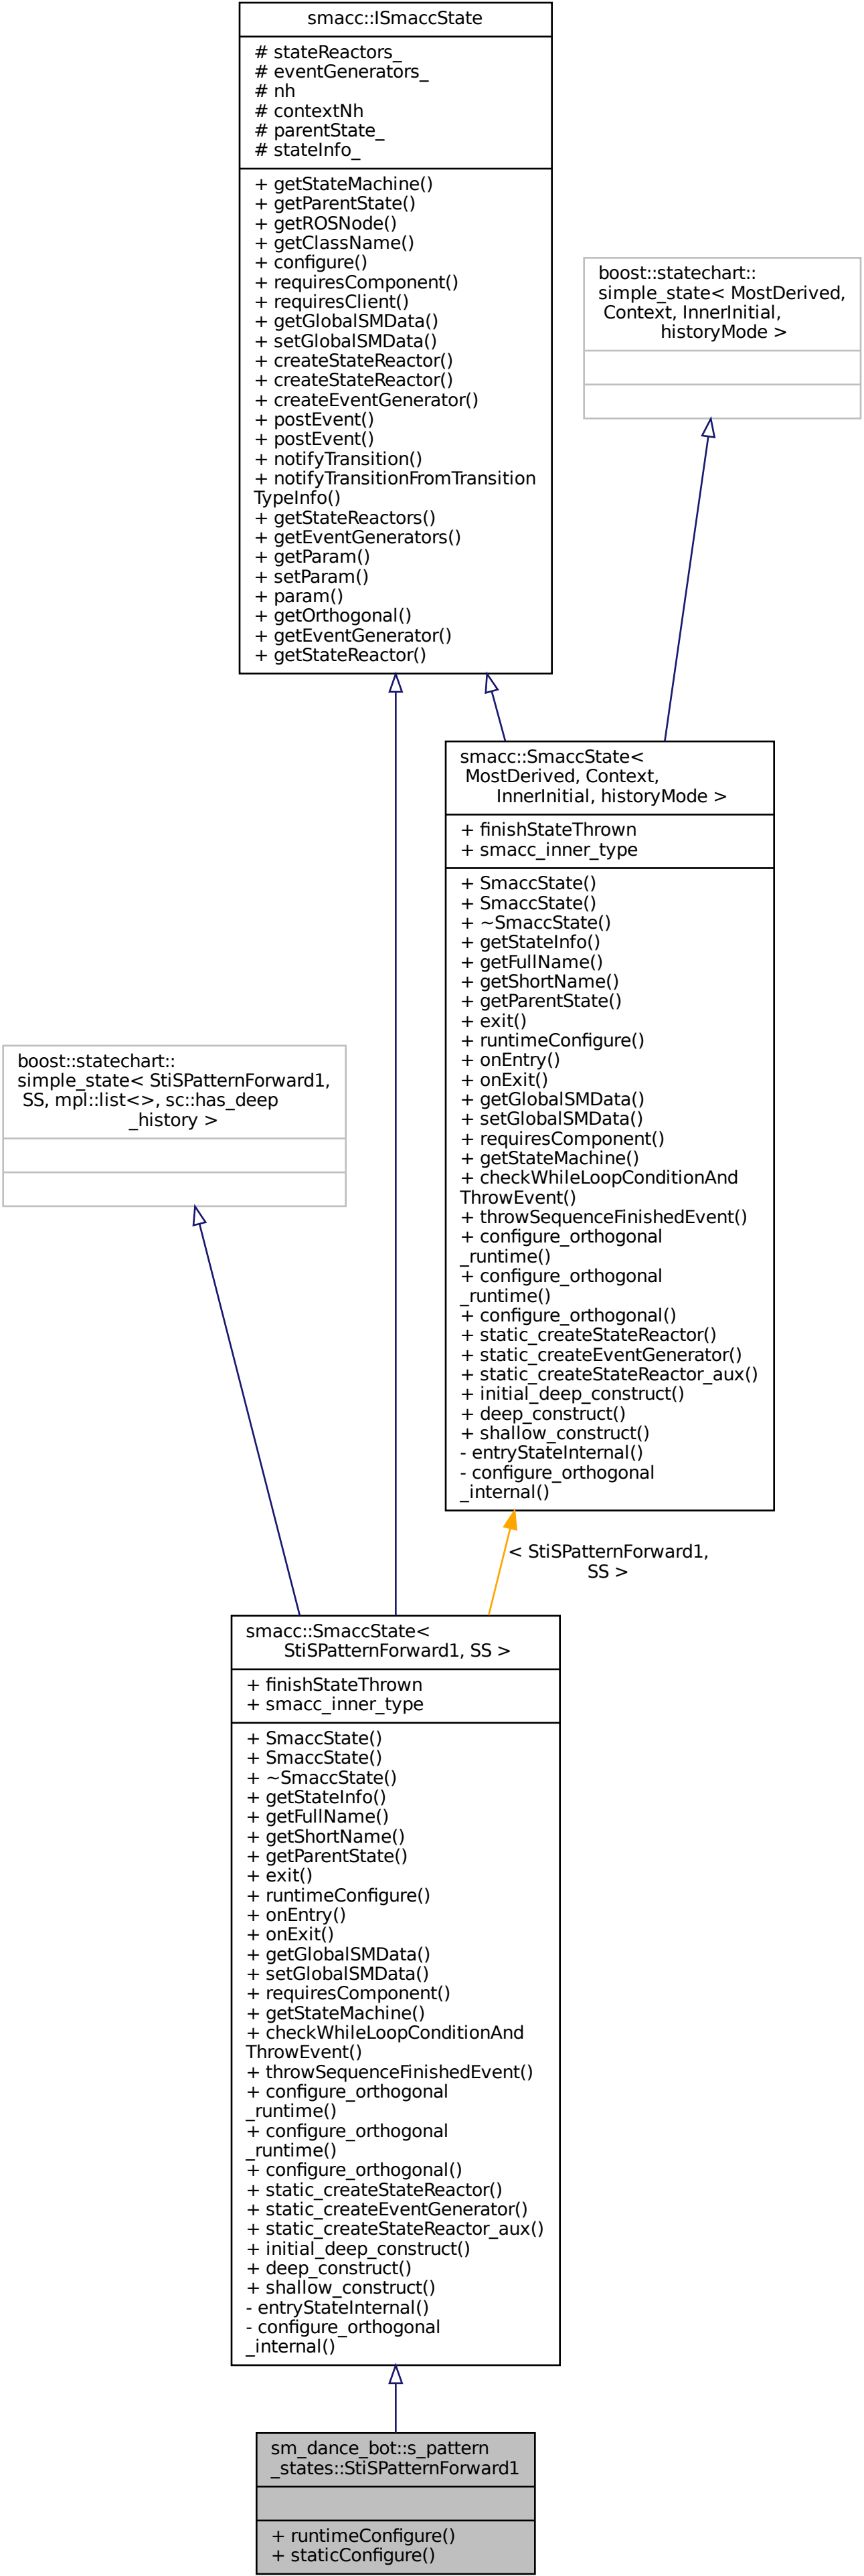 smacc::ISmaccState
# stateReactors_
# eventGenerators_
# nh
# contextNh
# parentState_
# stateInfo_
+ getStateMachine()
+ getParentState()
+ getROSNode()
+ getClassName()
+ configure()
+ requiresComponent()
+ requiresClient()
+ getGlobalSMData()
+ setGlobalSMData()
+ createStateReactor()
+ createStateReactor()
+ createEventGenerator()
+ postEvent()
+ postEvent()
+ notifyTransition()
+ notifyTransitionFromTransition
TypeInfo()
+ getStateReactors()
+ getEventGenerators()
+ getParam()
+ setParam()
+ param()
+ getOrthogonal()
+ getEventGenerator()
+ getStateReactor()
boost::statechart::
simple_state< MostDerived,
Context, InnerInitial,
historyMode >
smacc::SmaccState<
MostDerived, Context,
InnerInitial, historyMode >
+ finishStateThrown
+ smacc_inner_type
+ SmaccState()
+ SmaccState()
+ ~SmaccState()
+ getStateInfo()
+ getFullName()
+ getShortName()
+ getParentState()
+ exit()
+ runtimeConfigure()
+ onEntry()
+ onExit()
+ getGlobalSMData()
+ setGlobalSMData()
+ requiresComponent()
+ getStateMachine()
+ checkWhileLoopConditionAnd
ThrowEvent()
+ throwSequenceFinishedEvent()
+ configure_orthogonal
_runtime()
+ configure_orthogonal
_runtime()
+ configure_orthogonal()
+ static_createStateReactor()
+ static_createEventGenerator()
+ static_createStateReactor_aux()
+ initial_deep_construct()
+ deep_construct()
+ shallow_construct()
- entryStateInternal()
- configure_orthogonal
_internal()
boost::statechart::
simple_state< StiSPatternForward1,
SS, mpl::list<>, sc::has_deep
_history >
< StiSPatternForward1,
SS >
smacc::SmaccState<
StiSPatternForward1, SS >
+ finishStateThrown
+ smacc_inner_type
+ SmaccState()
+ SmaccState()
+ ~SmaccState()
+ getStateInfo()
+ getFullName()
+ getShortName()
+ getParentState()
+ exit()
+ runtimeConfigure()
+ onEntry()
+ onExit()
+ getGlobalSMData()
+ setGlobalSMData()
+ requiresComponent()
+ getStateMachine()
+ checkWhileLoopConditionAnd
ThrowEvent()
+ throwSequenceFinishedEvent()
+ configure_orthogonal
_runtime()
+ configure_orthogonal
_runtime()
+ configure_orthogonal()
+ static_createStateReactor()
+ static_createEventGenerator()
+ static_createStateReactor_aux()
+ initial_deep_construct()
+ deep_construct()
+ shallow_construct()
- entryStateInternal()
- configure_orthogonal
_internal()
sm_dance_bot::s_pattern
_states::StiSPatternForward1
+ runtimeConfigure()
+ staticConfigure()